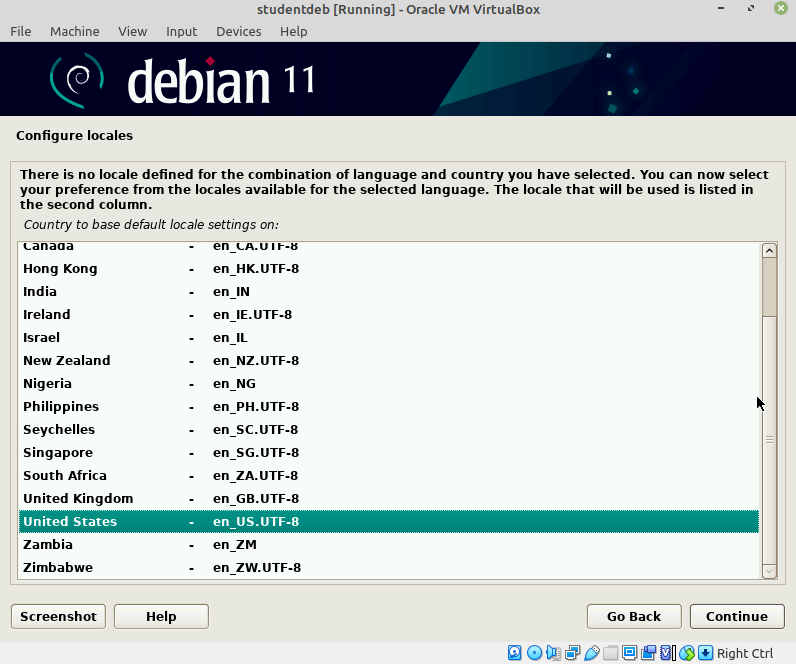 studentdeb [Running] - Oracle VM VirtualBox
File Machine View Input Devices Help
debian 11
Configure locales
There is no locale defined for the combination of language and country you have selected. You can now select
your preference from the locales available for the selected language. The locale that will be used is listed in
the second column.
Country to base default locale settings on:
Canada - en_CA.UTF-8
Hong Kong - en_HK.UTF-8
India - en_IN
Ireland - en_IE.UTF-8
Israel - en_IL
New Zealand - en_NZ.UTF-8
Nigeria - en_NG
Philippines - en_PH.UTF-8
Seychelles - en_SC.UTF-8
Singapore - en_SG.UTF-8
South Africa - en_ZA.UTF-8
United Kingdom - en_GB.UTF-8
United States - en_US.UTF-8
Zambia - en_ZM
Zimbabwe - en_ZW.UTF-8
Screenshot Help Go Back Continue
Right Ctrl